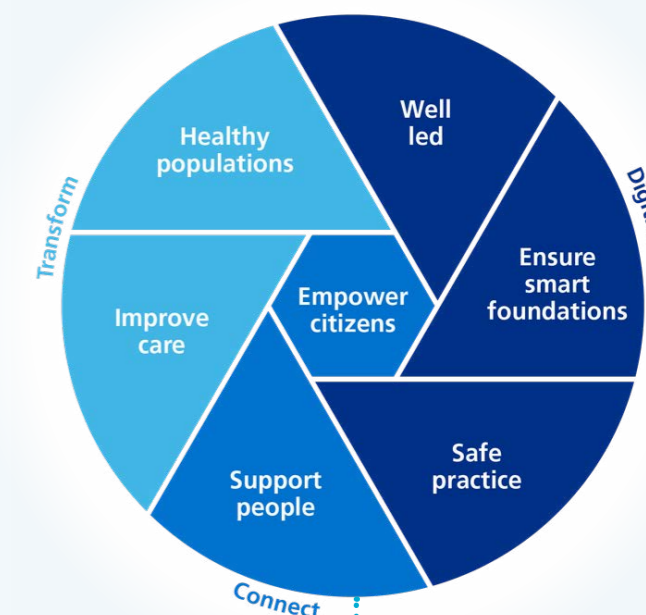 Well
led
Healthy
populations
Ensure
smart
foundations
Empower
citizens
Improve
care
Safe
practice
Support
people
Transform
Connect